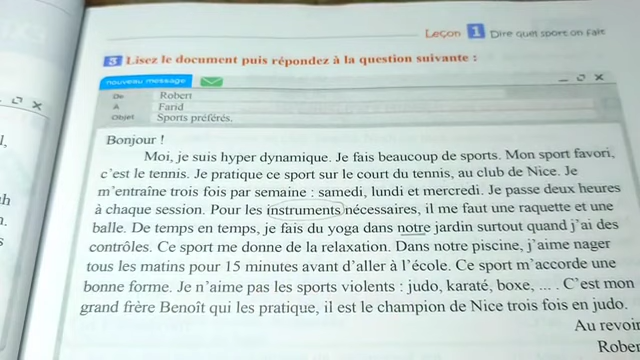 Leçon 1 Dire quel sport on fait
3 Lisez le document puis répondez à la question suivante :
nouveau message
De Robert
A Farid
Objet Sports préférés.
Bonjour !
Moi, je suis hyper dynamique. Je fais beaucoup de sports. Mon sport favori,
c'est le tennis. Je pratique ce sport sur le court du tennis, au club de Nice. Je
m'entraîne trois fois par semaine : samedi, lundi et mercredi. Je passe deux heures
à chaque session. Pour les instruments nécessaires, il me faut une raquette et une
balle. De temps en temps, je fais du yoga dans notre jardin surtout quand j'ai des
contrôles. Ce sport me donne de la relaxation. Dans notre piscine, j'aime nager
tous les matins pour 15 minutes avant d'aller à l'école. Ce sport m'accorde une
bonne forme. Je n'aime pas les sports violents : judo, karaté, boxe, ... . C'est mon
grand frère Benoît qui les pratique, il est le champion de Nice trois fois en judo.
Au revoir
Rober